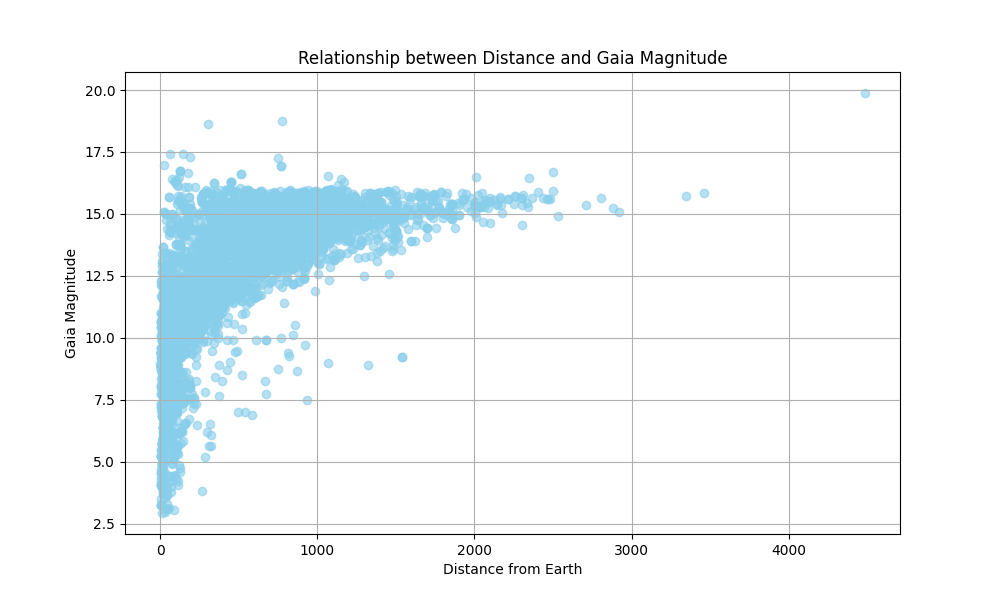 Relationship between Distance and Gaia Magnitude
20.0
17.5
15.0
12.5
10.0
7.5
5.0
2.5
Gaia Magnitude
0 1000 2000 3000 4000
Distance from Earth